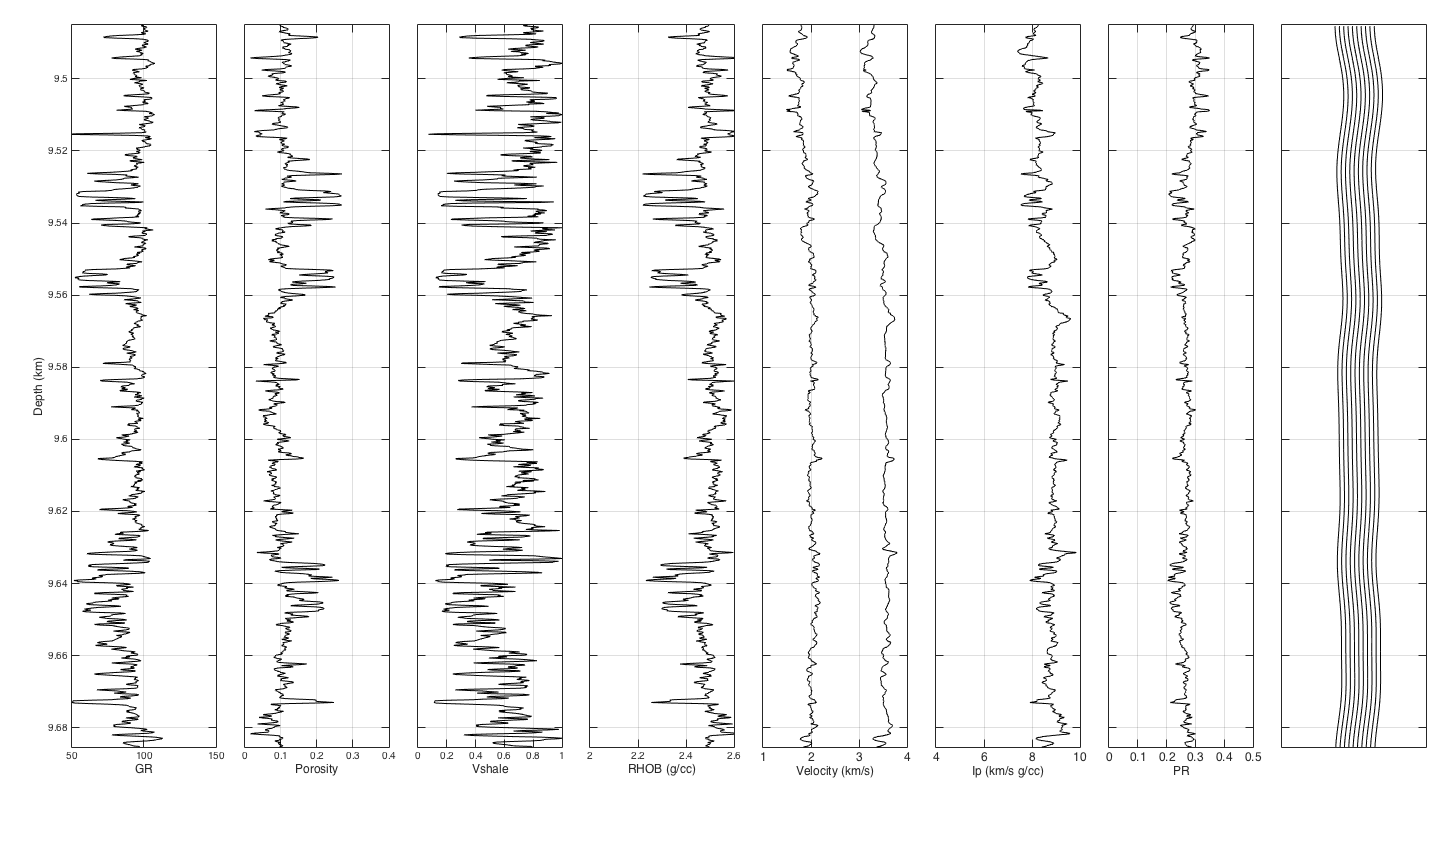 9.5
9.52
9.54
9.56
9.58
9.6
9.62
9.64
9.66
9.68
Depth (km)
50 100 150
GR
0 0.1 0.2 0.3 0.4
Porosity
0 0.2 0.4 0.6 0.8 1
Vshale
2 2.2 2.4 2.6
RHOB (g/cc)
1 2 3 4
Velocity (km/s)
4 6 8 10
Ip (km/s g/cc)
0 0.1 0.2 0.3 0.4 0.5
PR